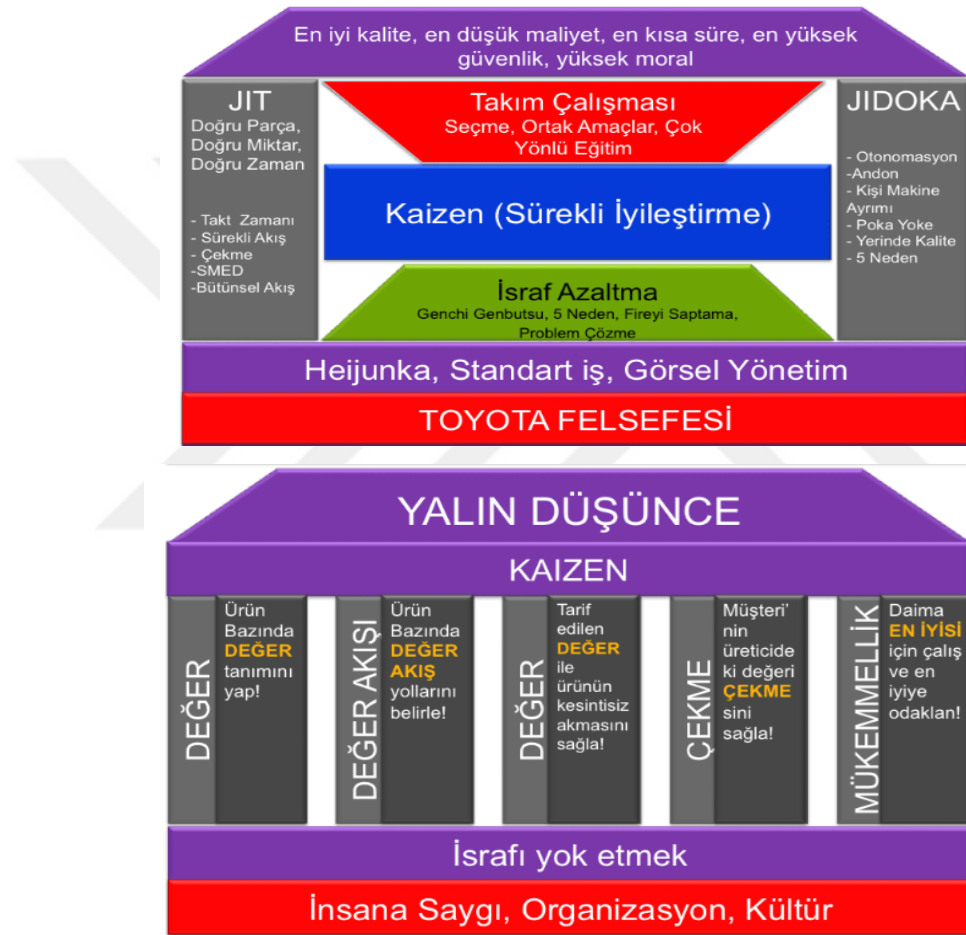 En iyi kalite, en düşük maliyet, en kısa süre, en yüksek
güvenlik, yüksek moral
JIT
Doğru Parça,
Doğru Miktar,
Doğru Zaman
- Takt Zamanı
- Sürekli Akış
- Çekme
-SMED
-Bütünsel Akış
Takım Çalışması
Seçme, Ortak Amaçlar, Çok
Yönlü Eğitim
Kaizen (Sürekli İyileştirme)
İsraf Azaltma
Genchi Genbutsu, 5 Neden, Fireyi Saptama,
Problem Çözme
JIDOKA
- Otonomasyon
-Andon
- Kişi Makine
Ayrımı
- Poka Yoke
- Yerinde Kalite
- 5 Neden
Heijunka, Standart iş, Görsel Yönetim
TOYOTA FELSEFESİ
YALIN DÜŞÜNCE
KAIZEN
DEĞER
Ürün
Bazında
DEĞER
tanımını
yap!
DEĞER AKIŞI
Ürün
Bazında
DEĞER
AKIŞ
yollarını
belirle!
DEĞER
Tarif
edilen
DEĞER
ile
ürünün
kesintisiz
akmasını
sağla!
ÇEKME
Müşteri'
nin
üreticide
ki değeri
ÇEKME
sini
sağla!
MÜKEMMELLİK
Daima
EN İYİSİ
için çalış
ve en
iyiye
odaklan!
İsrafı yok etmek
İnsana Saygı, Organizasyon, Kültür